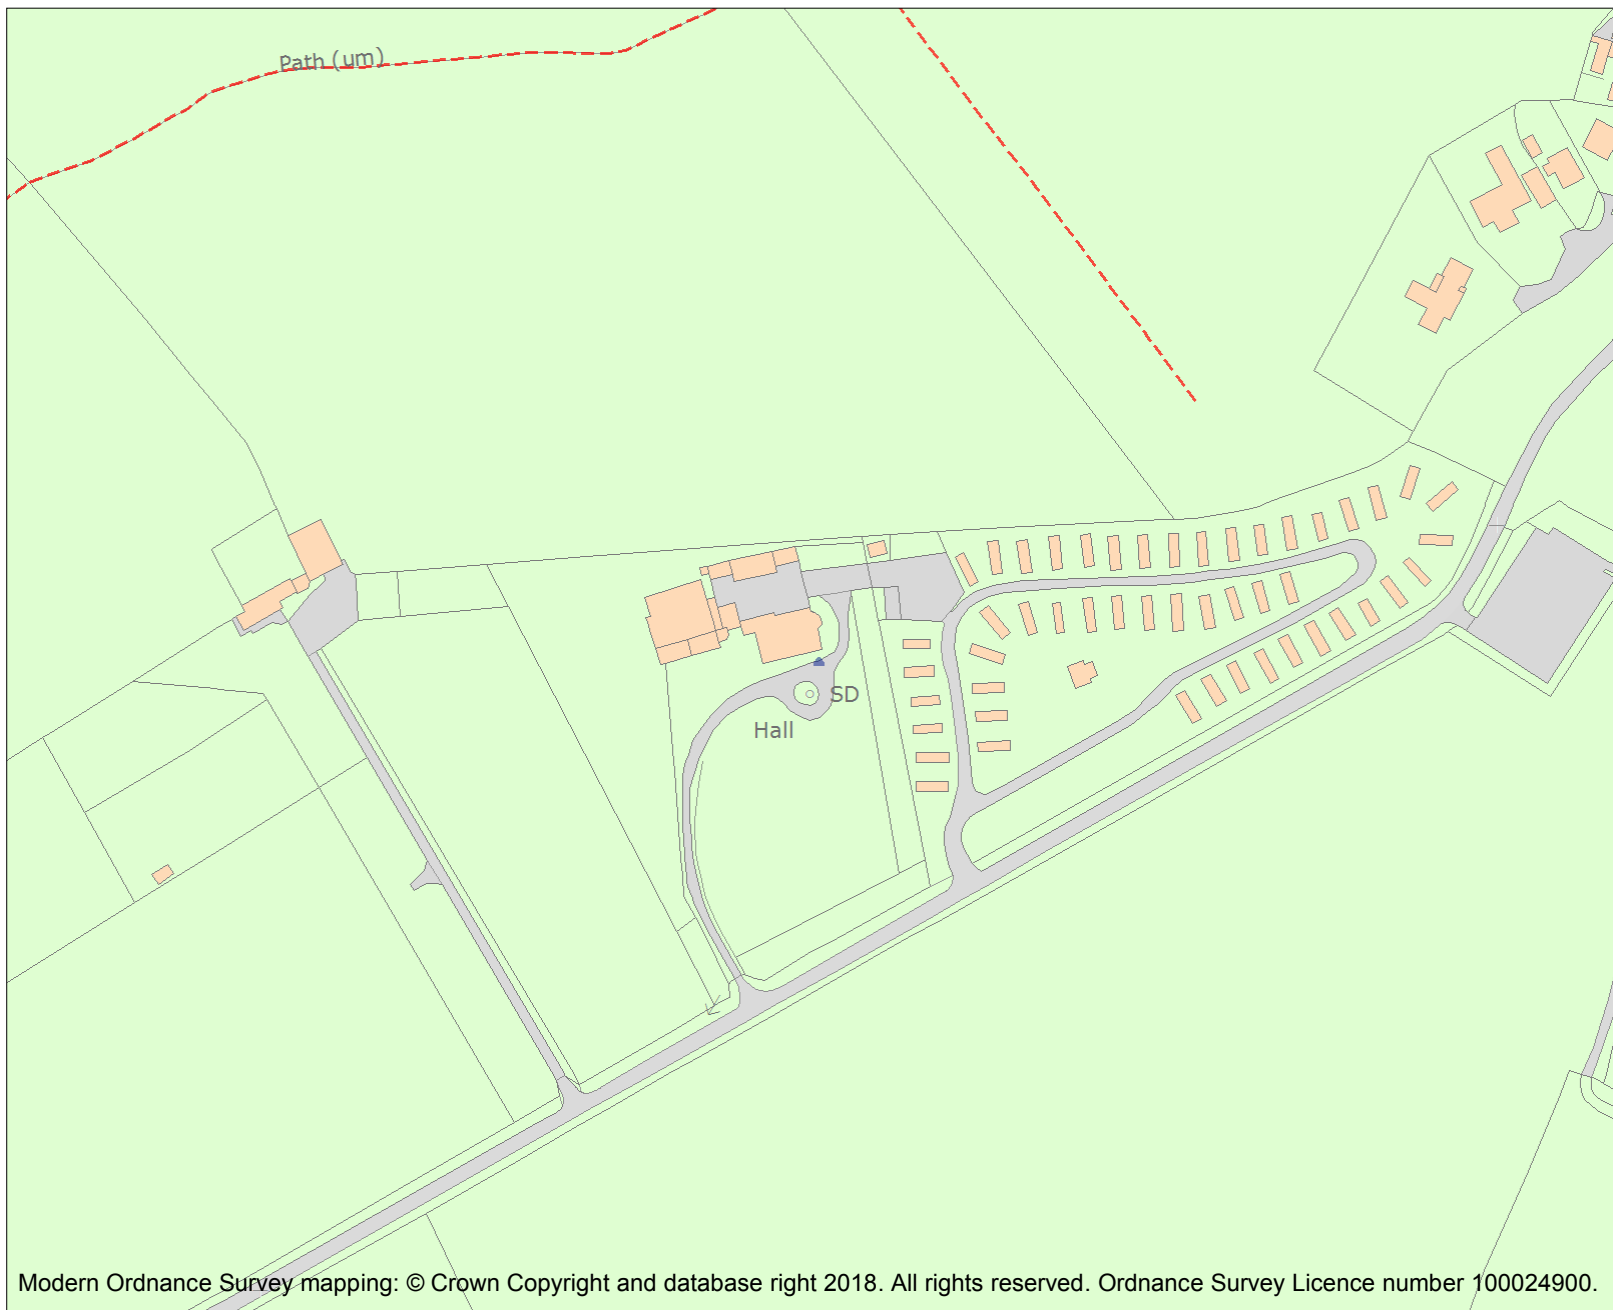 Path (um)
SD
Hall
Modern Ordnance Survey mapping: © Crown Copyright and database right 2018. All rights reserved. Ordnance Survey Licence number 100024900.